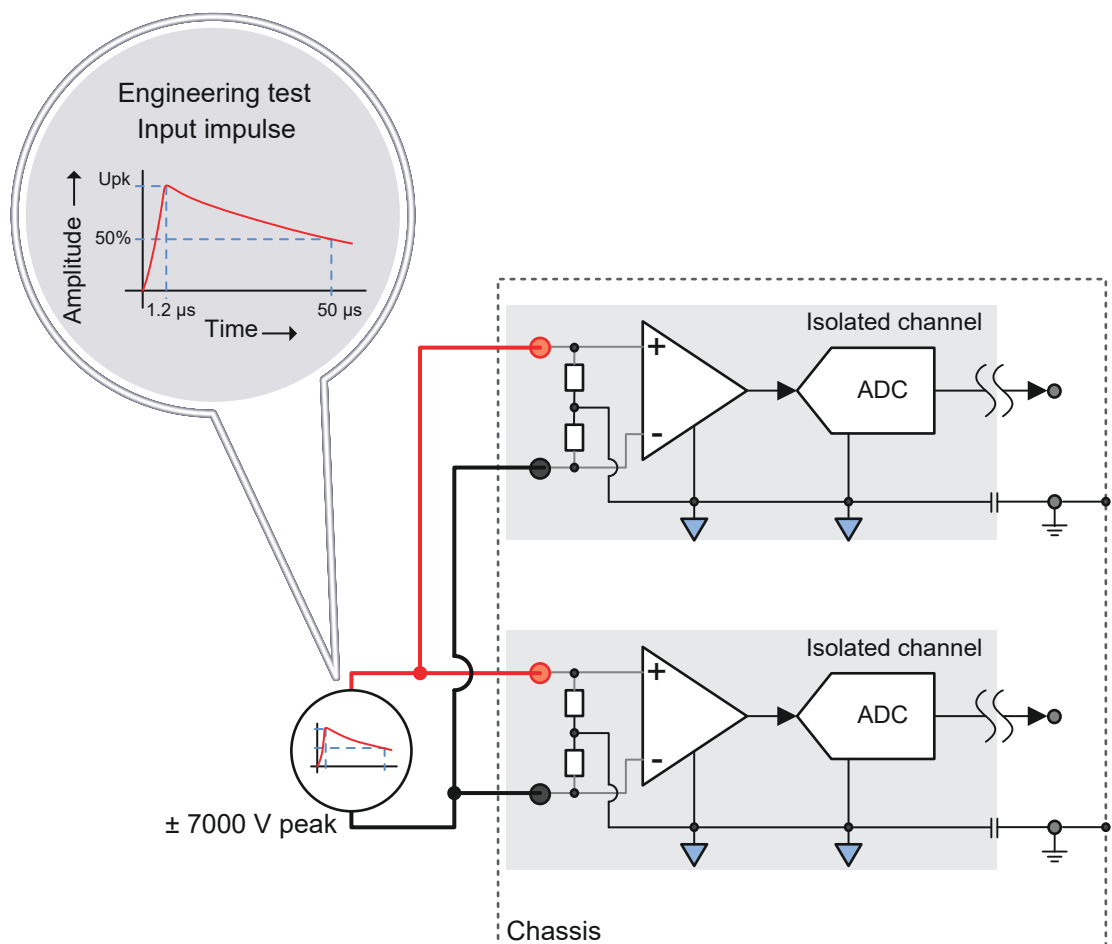 Engineering test
Input impulse
Amplitude
Upk
50%
1.2 µs
50 µs
Time
Isolated channel
+
-
ADC
Isolated channel
+
-
ADC
± 7000 V peak
Chassis